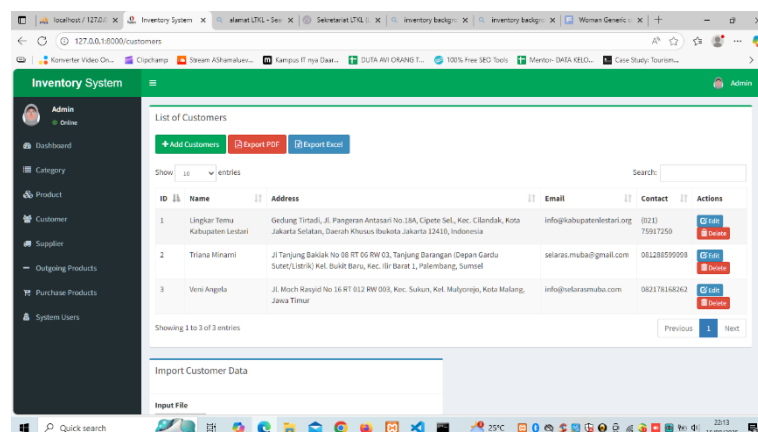 localhost / 127.0.0
Inventory System
alamat LTKL - Sea
Sekretariat LTKL (L
inventory backgro
inventory backgro
Woman Generic
127.0.0.1:8000/customers
Konverter Video On...
Clipchamp
Steeam AShamaluev...
Kampus IT nya Daar...
DUTA AVI ORANG T...
100% Free SEO Tools
Mentor- DATA KELO...
Case Study: Tourism...
Inventory System
Admin
Admin
Online
Dashboard
Category
Product
Customer
Supplier
Outgoing Products
Purchase Products
System Users
List of Customers
Add Customers
Export PDF
Export Excel
Show 10 entries
Search:
ID Name Address Email Contact Actions
1 Lingkar Temu Gedung Tirtadi, Jl. Pangeran Antasari No.18A, Cipete Sel., Kec. Cilandak, Kota info@kabupatenlestari.org (021) Edit
Kabupaten Lestari Jakarta Selatan, Daerah Khusus Ibukota Jakarta 12410, Indonesia 75917250 Delete
2 Triana Minarni Jl Tanjung Bakiak No 08 RT 06 RW 03, Tanjung Barangan (Depan Gardu selaras.muba@gmail.com 081288599098 Edit
Sutet/Listrik) Kel. Bukit Baru, Kec. Ilir Barat 1, Palembang, Sumsel Delete
3 Veni Angela JL. Moch Rasyid No 16 RT 012 RW 003, Kec. Sukun, Kel. Mulyorejo, Kota Malang, info@selarasmuba.com 082178168262 Edit
Jawa Timur Delete
Showing 1 to 3 of 3 entries
Previous 1 Next
Import Customer Data
Input File
Quick search
25°C
22:13